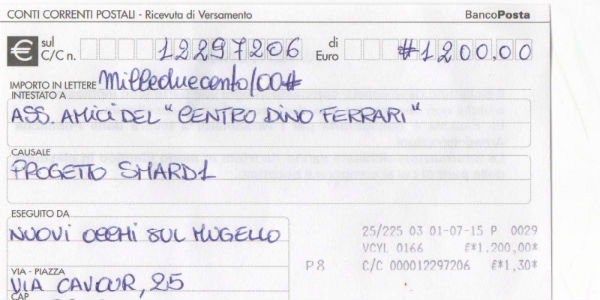 CONTI CORRENTI POSTALI - Ricevuta di Versamento BancoPosta
€ sul C/C n. 12297206 di Euro #1200,00
IMPORTO IN LETTERE Milleduecento/00#
INTESTATO A
ASS. AMICI DEL "CENTRO DINO FERRARI"
CAUSALE
PROGETTO SMARD1
ESEGUITO DA
NUOVI OCCHI SUL MUGELLO
25/225 03 01-07-15 P 0029
VCYL 0166 €*1.200,00*
P8 C/C 000012297206 €*1,30*
VIA - PIAZZA
VIA CAVOUR, 25
CAP